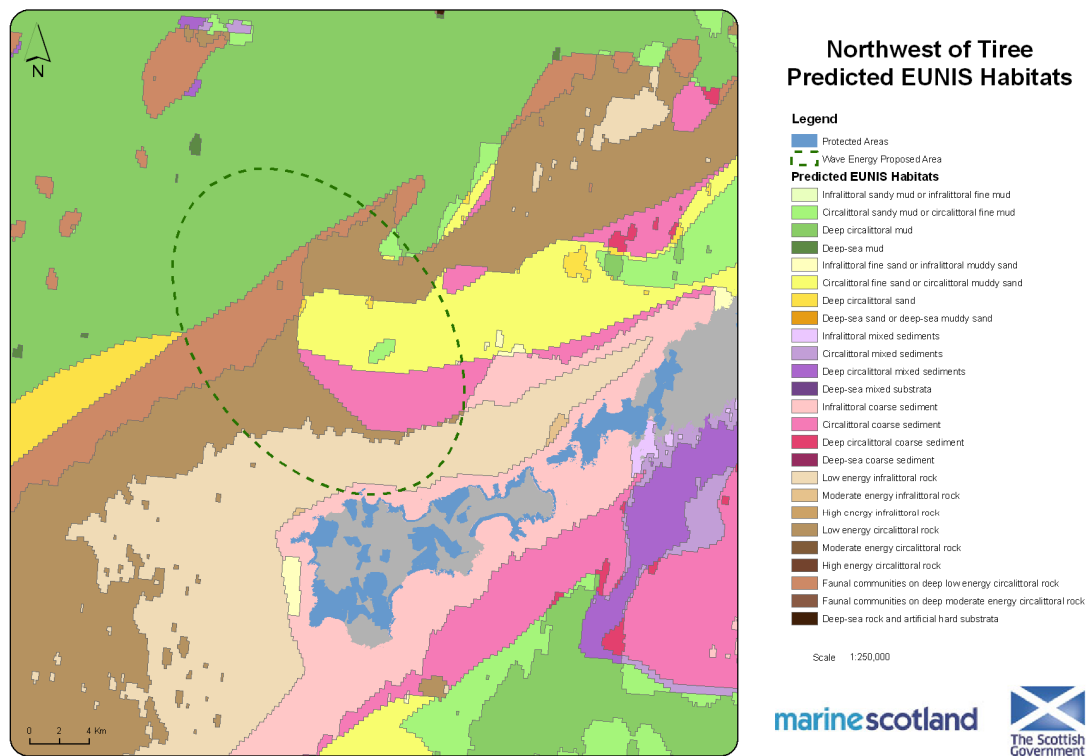 Northwest of Tiree
Predicted EUNIS Habitats
Legend
Protected Areas
Wave Energy Proposed Area
Predicted EUNIS Habitats
Infralittoral sandy mud or infralittoral fine mud
Circalittoral sandy mud or circalittoral fine mud
Deep circalittoral mud
Deep-sea mud
Infralittoral fine sand or infralittoral muddy sand
Circalittoral fine sand or circalittoral muddy sand
Deep circalittoral sand
Deep-sea sand or deep-sea muddy sand
Infralittoral mixed sediments
Circalittoral mixed sediments
Deep circalittoral mixed sediments
Deep-sea mixed substrata
Infralittoral coarse sediment
Circalittoral coarse sediment
Deep circalittoral coarse sediment
Deep-sea coarse sediment
Low energy infralittoral rock
Moderate energy infralittoral rock
High energy infralittoral rock
Low energy circalittoral rock
Moderate energy circalittoral rock
High energy circalittoral rock
Faunal communities on deep low energy circalittoral rock
Faunal communities on deep moderate energy circalittoral rock
Deep-sea rock and artificial hard substrata
Scale 1:250,000
marinescotland
The Scottish
Government
N
0 2 4 Km